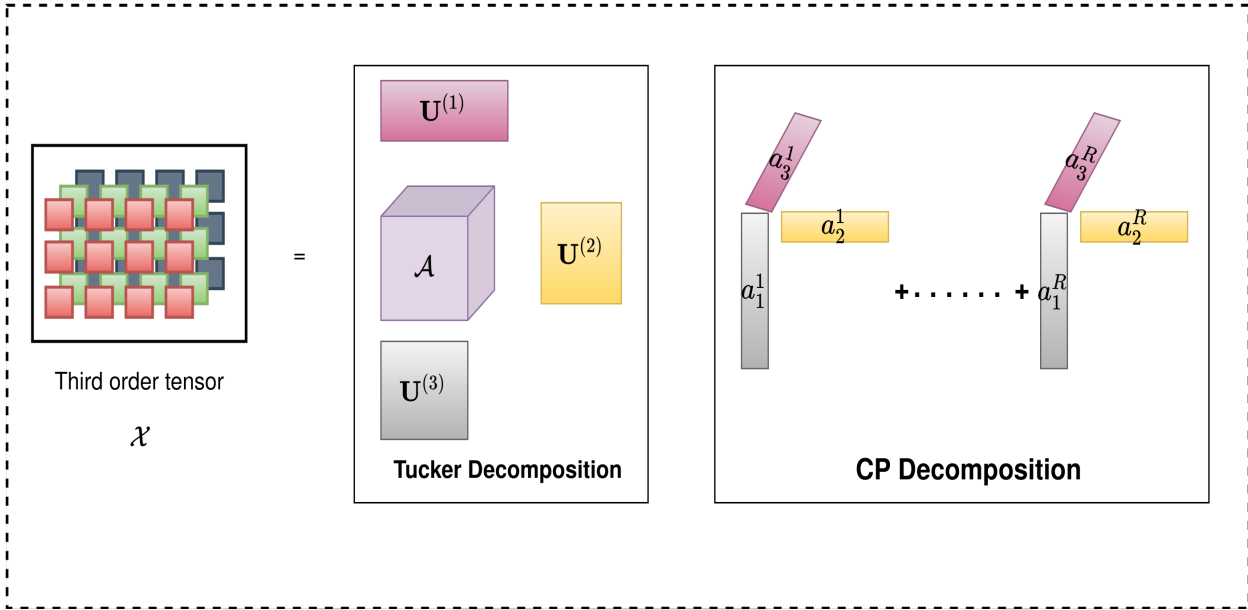 Third order tensor
𝒳
=
U^(1)
𝒜
U^(2)
U^(3)
Tucker Decomposition
a_3^1
a_2^1
a_1^1
+. . . . . . +
a_3^R
a_2^R
a_1^R
CP Decomposition